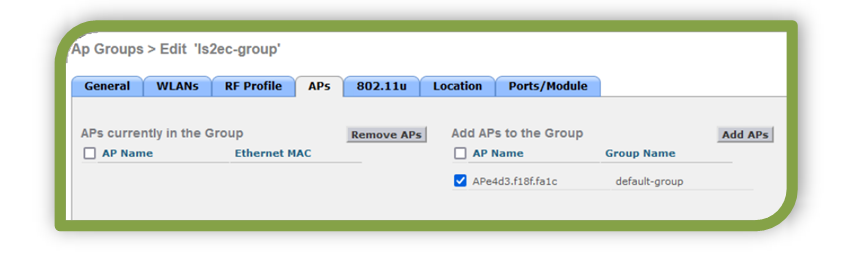 Ap Groups > Edit 'ls2ec-group'
General WLANs RF Profile APs 802.11u Location Ports/Module
APs currently in the Group Remove APs Add APs to the Group Add APs
AP Name Ethernet MAC AP Name Group Name
APe4d3.f18f.fa1c default-group